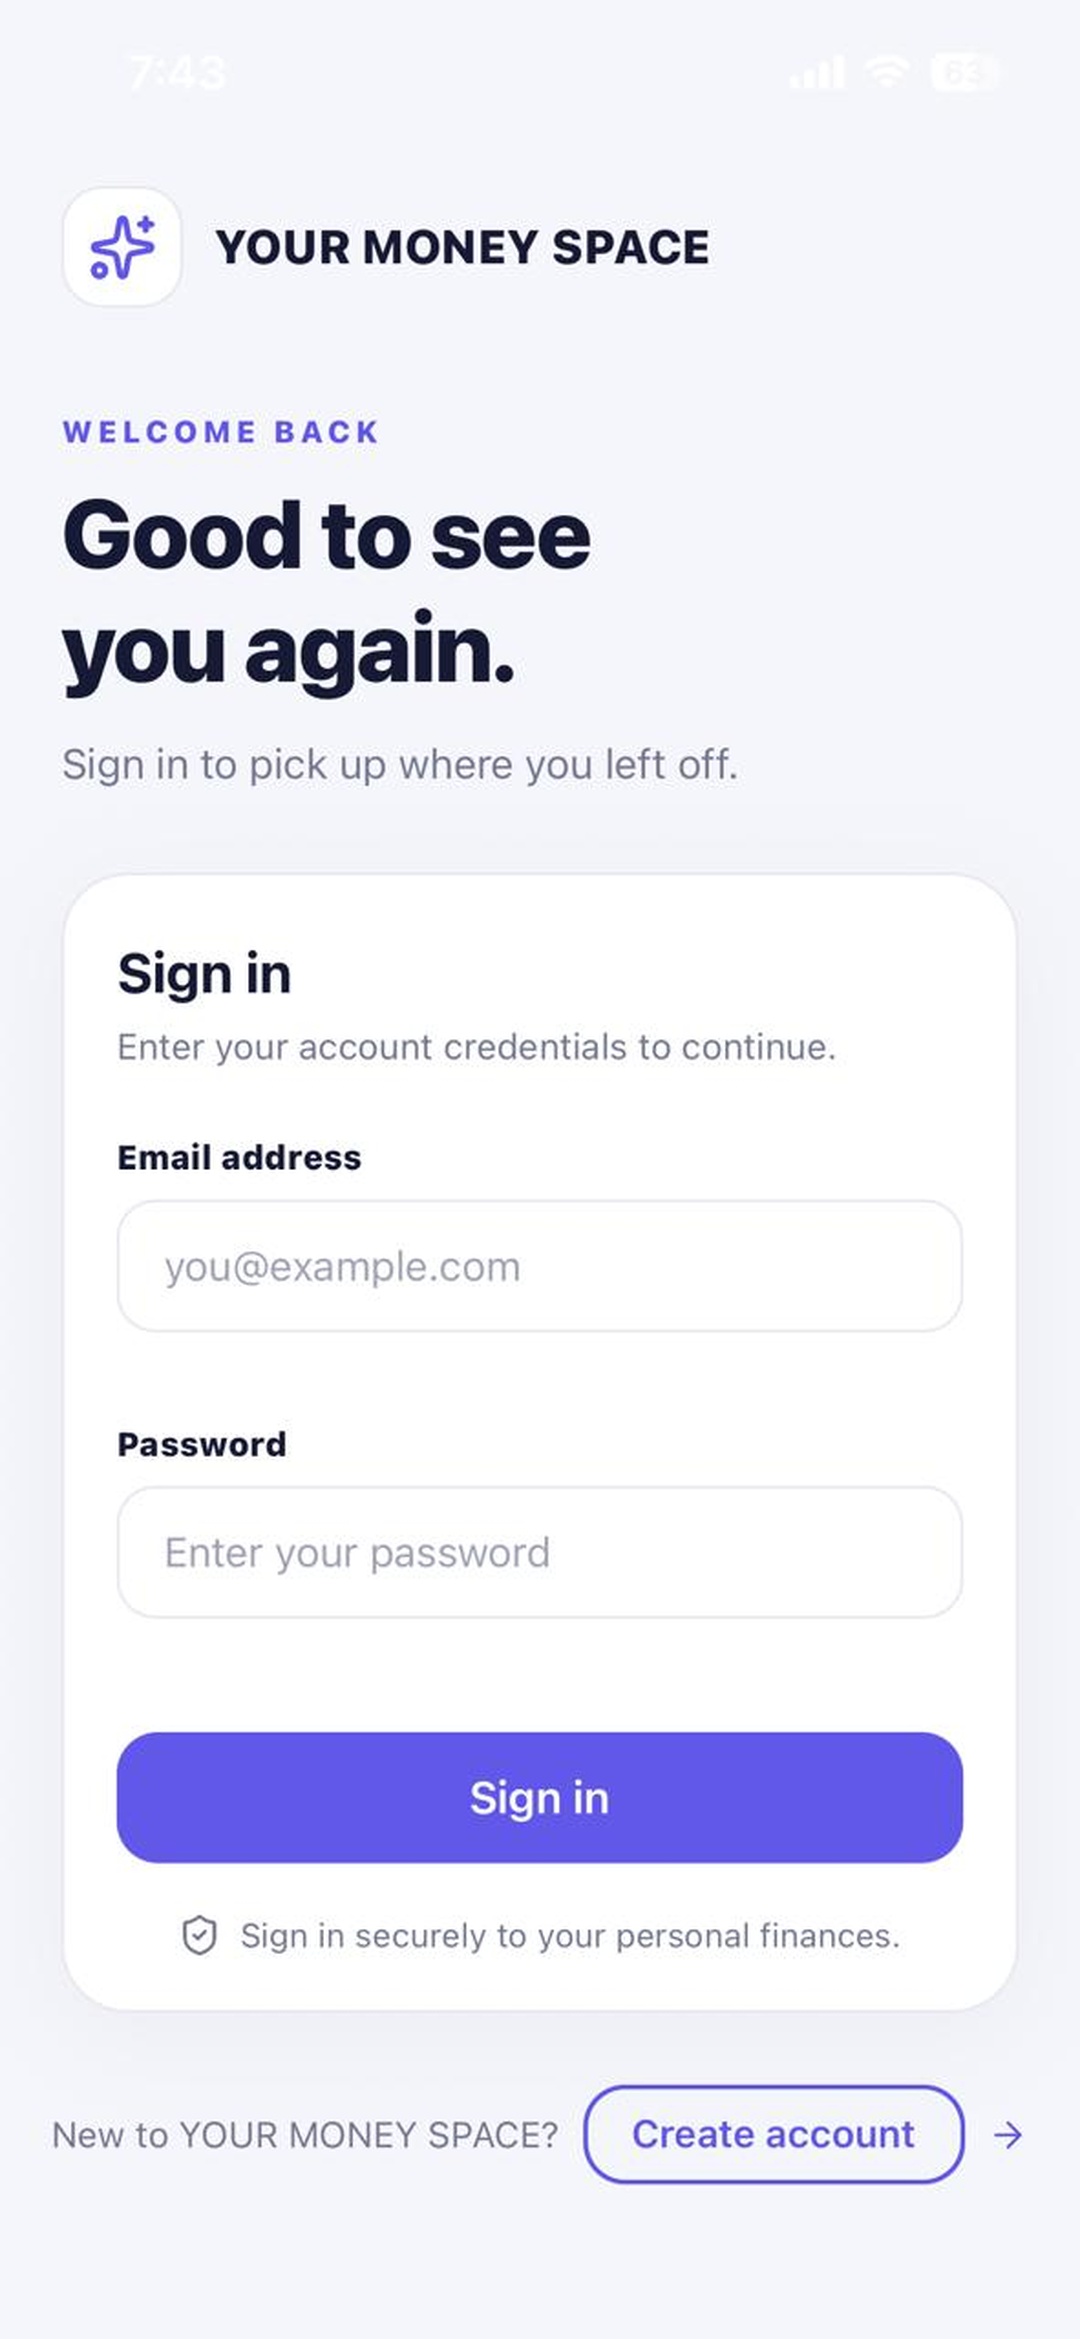 7:43
63
YOUR MONEY SPACE
WELCOME BACK
Good to see
you again.
Sign in to pick up where you left off.
Sign in
Enter your account credentials to continue.
Email address
you@example.com
Password
Enter your password
Sign in
Sign in securely to your personal finances.
New to YOUR MONEY SPACE? Create account →